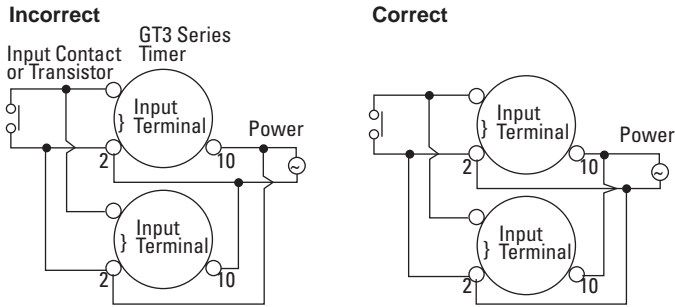 Incorrect
GT3 Series
Timer
Input Contact
or Transistor
Input
} Terminal
Power
2
10
~
Input
} Terminal
2
10
Correct
Input
} Terminal
Power
2
10
~
Input
} Terminal
2
10